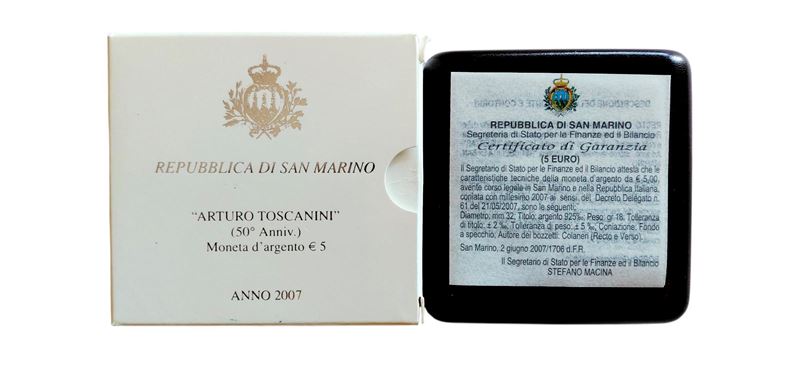 REPUBBLICA DI SAN MARINO
"ARTURO TOSCANINI"
(50° Anniv.)
Moneta d'argento € 5
ANNO 2007
REPUBBLICA DI SAN MARINO
Segreteria di Stato per le Finanze ed il Bilancio
Certificato di Garanzia
(5 EURO)
Il Segretario di Stato per le Finanze ed il Bilancio attesta che le
caratteristiche tecniche della moneta d'argento da € 5,00,
avente corso legale in San Marino e nella Repubblica Italiana,
coniata con millesimo 2007 ai sensi del Decreto Delegato n.
61 del 21/05/2007, sono le seguenti:
Diametro: mm 32; Titolo: argento 925‰; Peso: gr 18; Tolleranza
di titolo: ± 2 ‰; Tolleranza di peso: ± 5 ‰; Coniazione: Fondo
a specchio; Autore dei bozzetti: Colaneri (Recto e Verso).
San Marino, 2 giugno 2007/1706 d.F.R.
Il Segretario di Stato per le Finanze ed il Bilancio
STEFANO MACINA